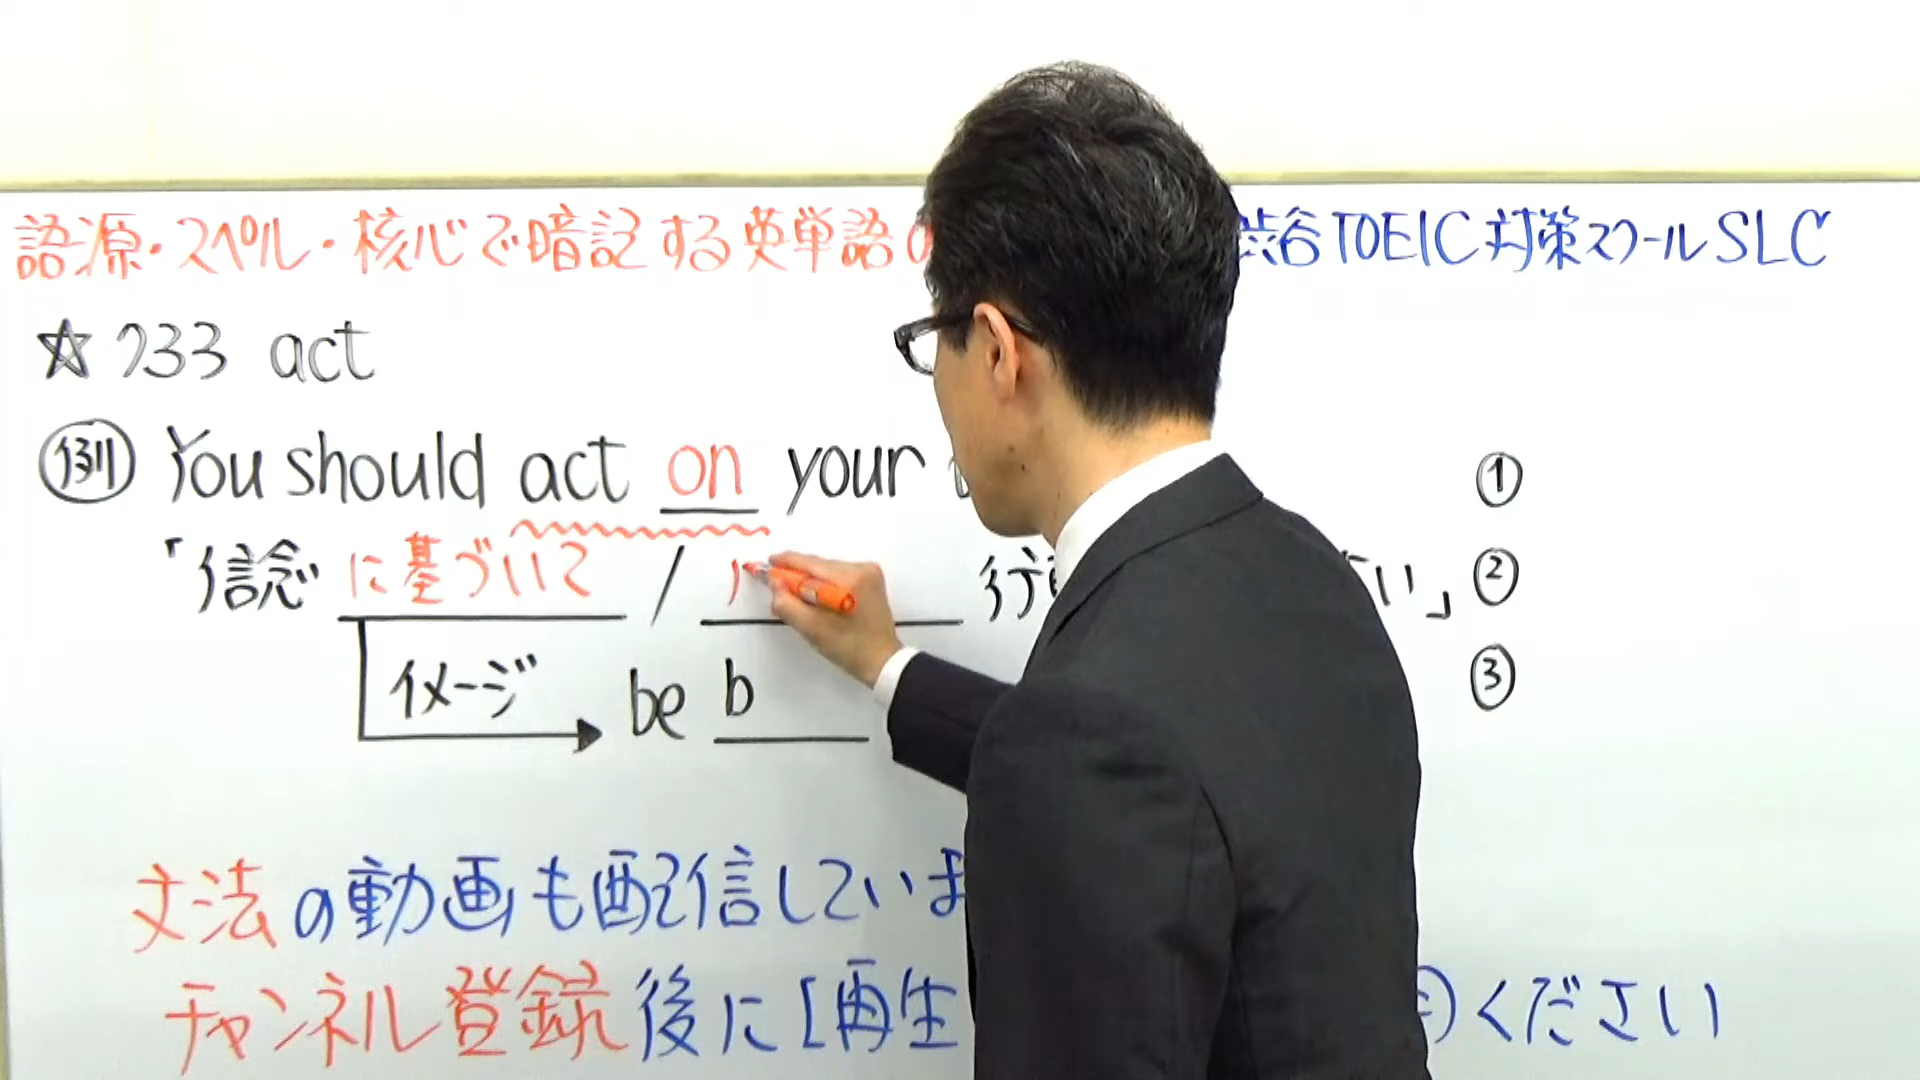 語源・スペル・核心で暗記する英単語の 渋谷TOEIC対策スクールSLC
☆ 733 act
例 You should act on your
「信念に基づいて / に 行動 い」
イメージ be b
①
②
③
文法の動画も配信していま
チャンネル登録後に[再生 ください